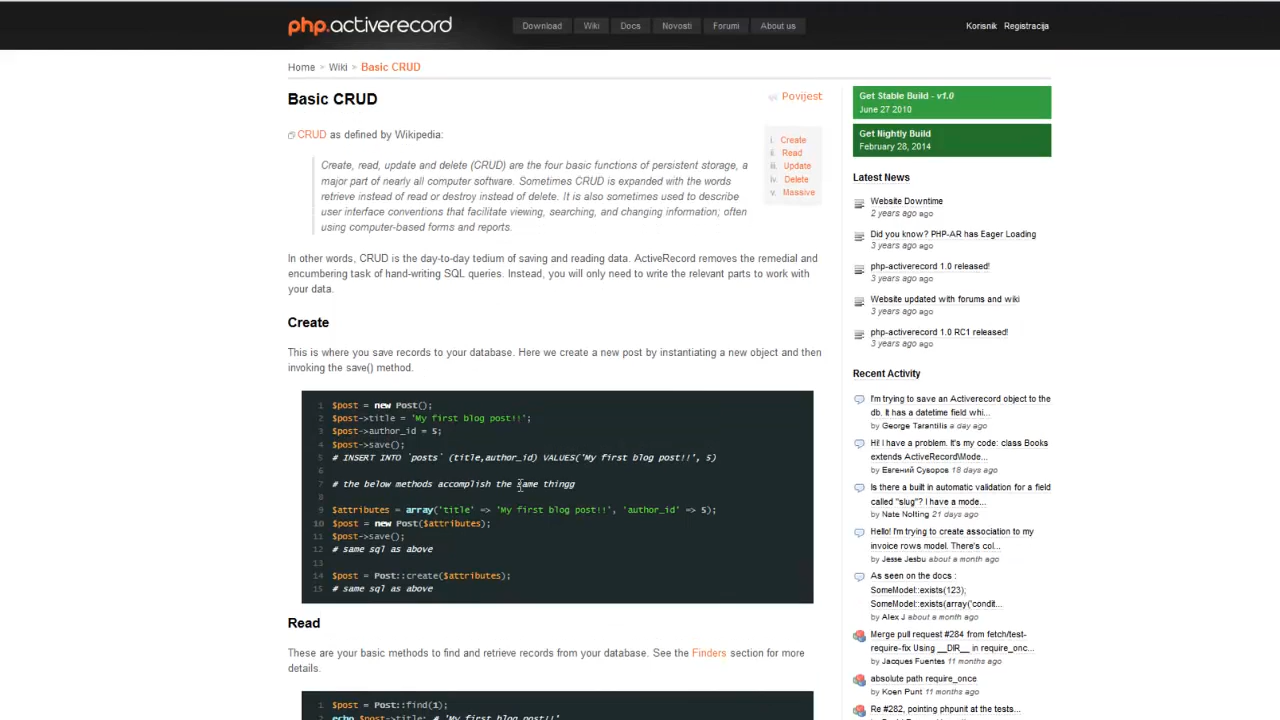 php.activerecord
Download Wiki Docs Novosti Forumi About us
Korisnik Registracija
Home > Wiki > Basic CRUD
Basic CRUD
Povijest
CRUD as defined by Wikipedia:
i. Create
ii. Read
iii. Update
iv. Delete
v. Massive
Create, read, update and delete (CRUD) are the four basic functions of persistent storage, a
major part of nearly all computer software. Sometimes CRUD is expanded with the words
retrieve instead of read or destroy instead of delete. It is also sometimes used to describe
user interface conventions that facilitate viewing, searching, and changing information; often
using computer-based forms and reports.
In other words, CRUD is the day-to-day tedium of saving and reading data. ActiveRecord removes the remedial and
encumbering task of hand-writing SQL queries. Instead, you will only need to write the relevant parts to work with
your data.
Create
This is where you save records to your database. Here we create a new post by instantiating a new object and then
invoking the save() method.
1 $post = new Post();
2 $post->title = 'My first blog post!!';
3 $post->author_id = 5;
4 $post->save();
5 # INSERT INTO `posts` (title,author_id) VALUES('My first blog post!!', 5)
6
7 # the below methods accomplish the same thingg
8
9 $attributes = array('title' => 'My first blog post!!', 'author_id' => 5);
10 $post = new Post($attributes);
11 $post->save();
12 # same sql as above
13
14 $post = Post::create($attributes);
15 # same sql as above
Read
These are your basic methods to find and retrieve records from your database. See the Finders section for more
details.
1 $post = Post::find(1);
echo $post->title; # 'My first blog post!!'
Get Stable Build - v1.0
June 27 2010
Get Nightly Build
February 28, 2014
Latest News
Website Downtime
2 years ago ago
Did you know? PHP-AR has Eager Loading
3 years ago ago
php-activerecord 1.0 released!
3 years ago ago
Website updated with forums and wiki
3 years ago ago
php-activerecord 1.0 RC1 released!
3 years ago ago
Recent Activity
I'm trying to save an Activerecord object to the
db. It has a datetime field whi...
by George Tarantilis a day ago
Hi! I have a problem. It's my code: class Books
extends ActiveRecord\Mode...
by Евгений Суворов 18 days ago
Is there a built in automatic validation for a field
called "slug"? I have a mode...
by Nate Nolting 21 days ago
Hello! I'm trying to create association to my
invoice rows model. There's col...
by Jesse Jesbu about a month ago
As seen on the docs :
SomeModel::exists(123);
SomeModel::exists(array('condit...
by Alex J about a month ago
Merge pull request #284 from fetch/test-
require-fix Using __DIR__ in require_onc...
by Jacques Fuentes 11 months ago
absolute path require_once
by Koen Punt 11 months ago
Re #282, pointing phpunit at the tests...